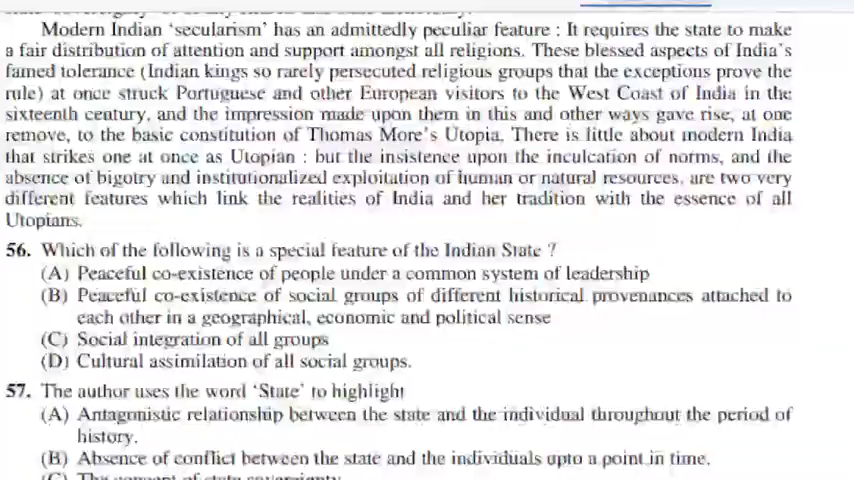 Modern Indian ‘secularism’ has an admittedly peculiar feature : It requires the state to make
a fair distribution of attention and support amongst all religions. These blessed aspects of India’s
famed tolerance (Indian kings so rarely persecuted religious groups that the exceptions prove the
rule) at once struck Portuguese and other European visitors to the West Coast of India in the
sixteenth century, and the impression made upon them in this and other ways gave rise, at one
remove, to the basic constitution of Thomas More’s Utopia. There is little about modern India
that strikes one at once as Utopian : but the insistence upon the inculcation of norms, and the
absence of bigotry and institutionalized exploitation of human or natural resources, are two very
different features which link the realities of India and her tradition with the essence of all
Utopians.
56. Which of the following is a special feature of the Indian State ?
(A) Peaceful co-existence of people under a common system of leadership
(B) Peaceful co-existence of social groups of different historical provenances attached to
each other in a geographical, economic and political sense
(C) Social integration of all groups
(D) Cultural assimilation of all social groups.
57. The author uses the word ‘State’ to highlight
(A) Antagonistic relationship between the state and the individual throughout the period of
history.
(B) Absence of conflict between the state and the individuals upto a point in time.
(C) The concept of state sovereignty